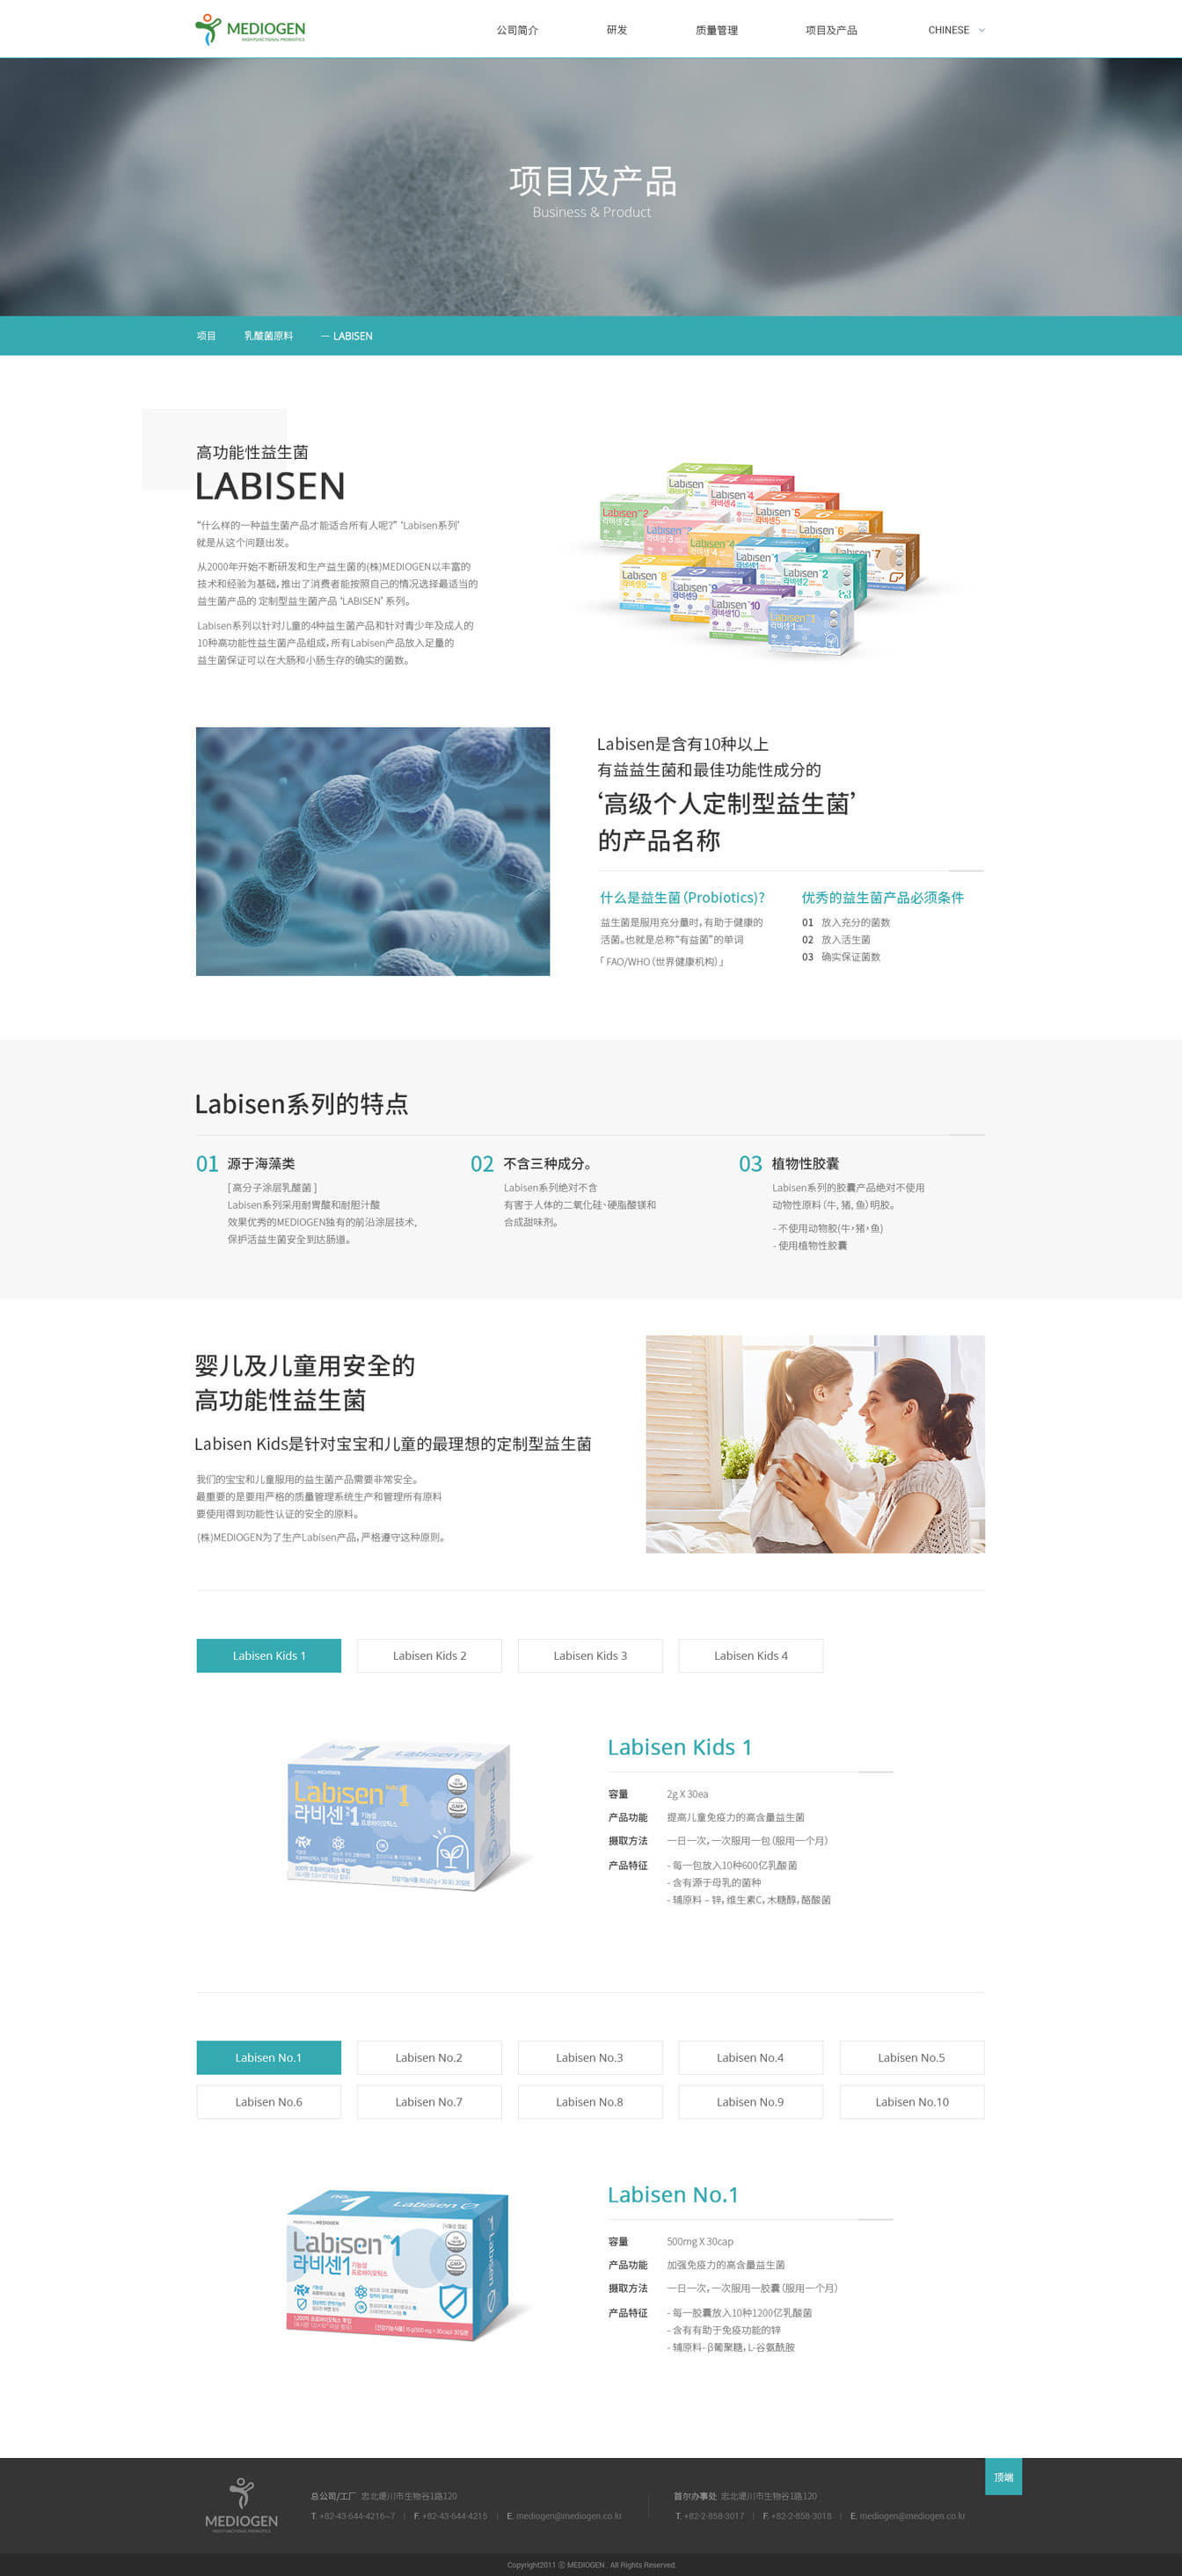 MEDIOGEN
HIGH-FUNCTIONAL PROBIOTICS
公司简介
研发
质量管理
项目及产品
CHINESE
项目及产品
Business & Product
项目
乳酸菌原料
ー LABISEN
高功能性益生菌
LABISEN
“什么样的一种益生菌产品才能适合所有人呢?” ‘Labisen系列’
就是从这个问题出发。
从2000年开始不断研发和生产益生菌的(株)MEDIOGEN以丰富的
技术和经验为基础, 推出了消费者能按照自己的情况选择最适当的
益生菌产品的 定制型益生菌产品 ‘LABISEN’ 系列。
Labisen系列以针对儿童的4种益生菌产品和针对青少年及成人的
10种高功能性益生菌产品组成, 所有Labisen产品放入足量的
益生菌保证可以在大肠和小肠生存的确实的菌数。
Labisen是含有10种以上
有益益生菌和最佳功能性成分的
‘高级个人定制型益生菌’
的产品名称
什么是益生菌 (Probiotics)?
益生菌是服用充分量时, 有助于健康的
活菌。也就是总称“有益菌”的单词
「 FAO/WHO (世界健康机构) 」
优秀的益生菌产品必须条件
01 放入充分的菌数
02 放入活生菌
03 确实保证菌数
Labisen系列的特点
01 源于海藻类
[ 高分子涂层乳酸菌 ]
Labisen系列采用耐胃酸和耐胆汁酸
效果优秀的MEDIOGEN独有的前沿涂层技术,
保护活益生菌安全到达肠道。
02 不含三种成分。
Labisen系列绝对不含
有害于人体的二氧化硅、硬脂酸镁和
合成甜味剂。
03 植物性胶囊
Labisen系列的胶囊产品绝对不使用
动物性原料 (牛, 猪, 鱼) 明胶。
- 不使用动物胶(牛,猪,鱼)
- 使用植物性胶囊
婴儿及儿童用安全的
高功能性益生菌
Labisen Kids是针对宝宝和儿童的最理想的定制型益生菌
我们的宝宝和儿童服用的益生菌产品需要非常安全。
最重要的是要用严格的质量管理系统生产和管理所有原料
要使用得到功能性认证的安全的原料。
(株)MEDIOGEN为了生产Labisen产品, 严格遵守这种原则。
Labisen Kids 1
Labisen Kids 2
Labisen Kids 3
Labisen Kids 4
kids 1 Labisen
Labisen kids 1
라비센 키즈 1 기능성
프로바이오틱스
GMP
Labisen Kids 1
容量 2g X 30ea
产品功能 提高儿童免疫力的高含量益生菌
摄取方法 一日一次, 一次服用一包 (服用一个月)
产品特征 - 每一包放入10种600亿乳酸菌
- 含有源于母乳的菌种
- 辅原料 – 锌, 维生素C, 木糖醇, 酪酸菌
Labisen No.1
Labisen No.2
Labisen No.3
Labisen No.4
Labisen No.5
Labisen No.6
Labisen No.7
Labisen No.8
Labisen No.9
Labisen No.10
no. 1 Labisen
Labisen no. 1
라비센1 기능성
프로바이오틱스
GMP
Labisen No.1
容量 500mg X 30cap
产品功能 加强免疫力的高含量益生菌
摄取方法 一日一次, 一次服用一胶囊 (服用一个月)
产品特征 - 每一胶囊放入10种1200亿乳酸菌
- 含有有助于免疫功能的锌
- 辅原料- β葡聚糖, L-谷氨酰胺
顶端
MEDIOGEN
总公司/工厂 忠北堤川市生物谷1路120
T. +82-43-644-4216~7 | F. +82-43-644-4215 | E. mediogen@mediogen.co.kr
首尔办事处 忠北堤川市生物谷1路120
T. +82-2-858-3017 | F. +82-2-858-3018 | E. mediogen@mediogen.co.kr
Copyright2011 ⓒ MEDIOGEN . All Rights Reserved.